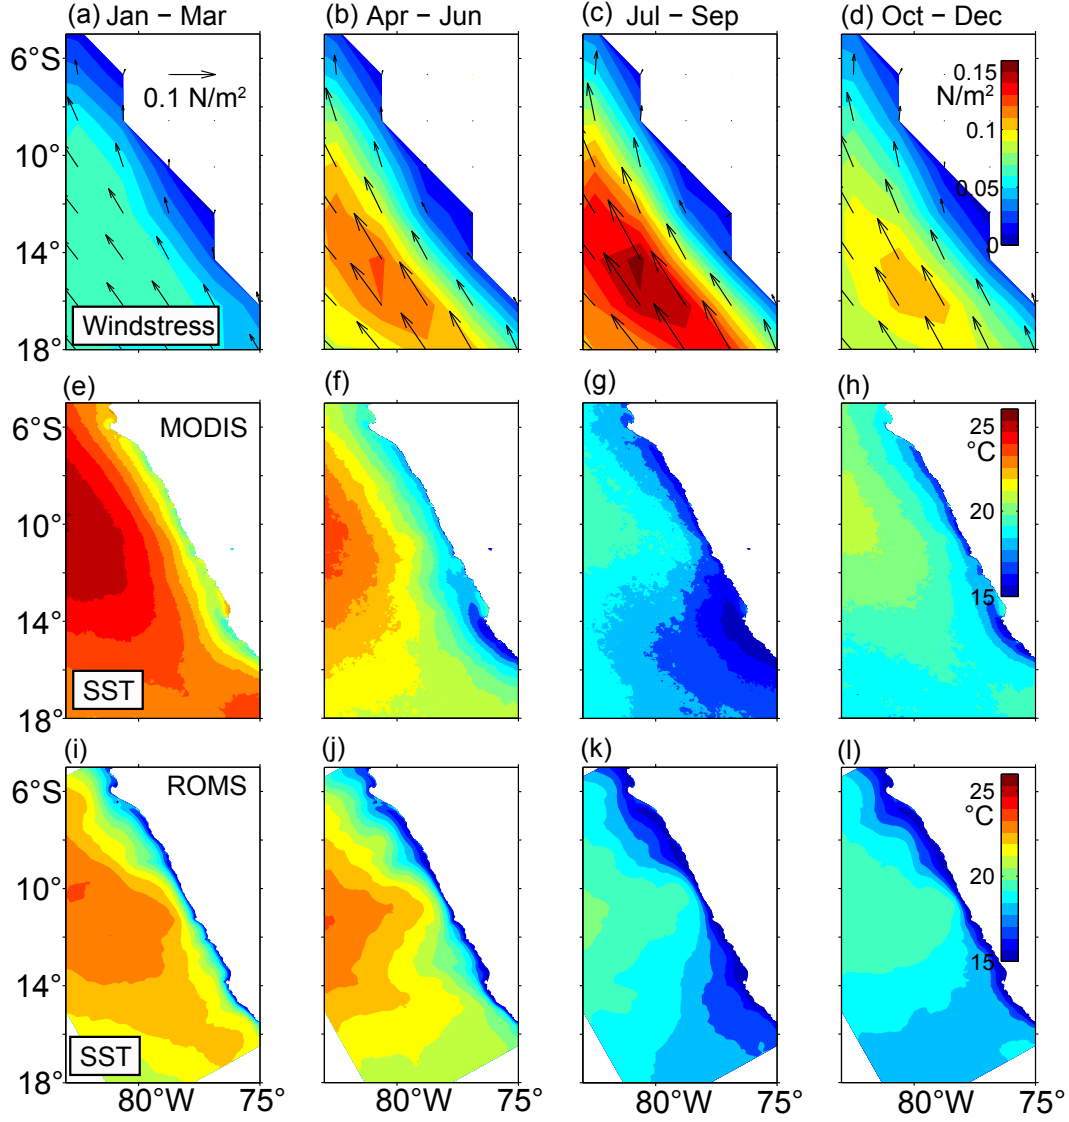 (a) Jan − Mar
(b) Apr − Jun
(c) Jul − Sep
(d) Oct − Dec
6°S
10°
14°
18°
0.1 N/m²
Windstress
0.15
N/m²
0.1
0.05
0
(e)
(f)
(g)
(h)
6°S
10°
14°
18°
MODIS
SST
25
°C
20
15
(i)
(j)
(k)
(l)
6°S
10°
14°
18°
ROMS
SST
25
°C
20
15
80°W 75°
80°W 75°
80°W 75°
80°W 75°